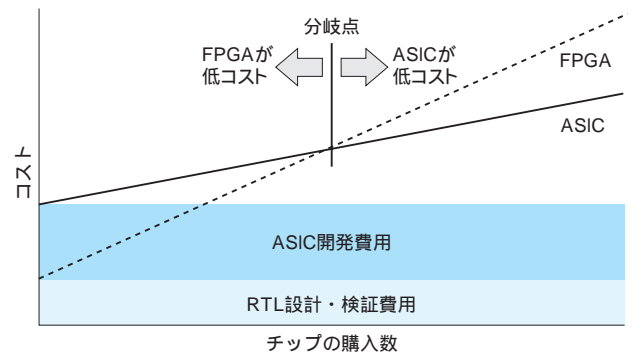 分岐点
FPGAが
低コスト
ASICが
低コスト
FPGA
ASIC
コスト
ASIC開発費用
RTL設計・検証費用
チップの購入数